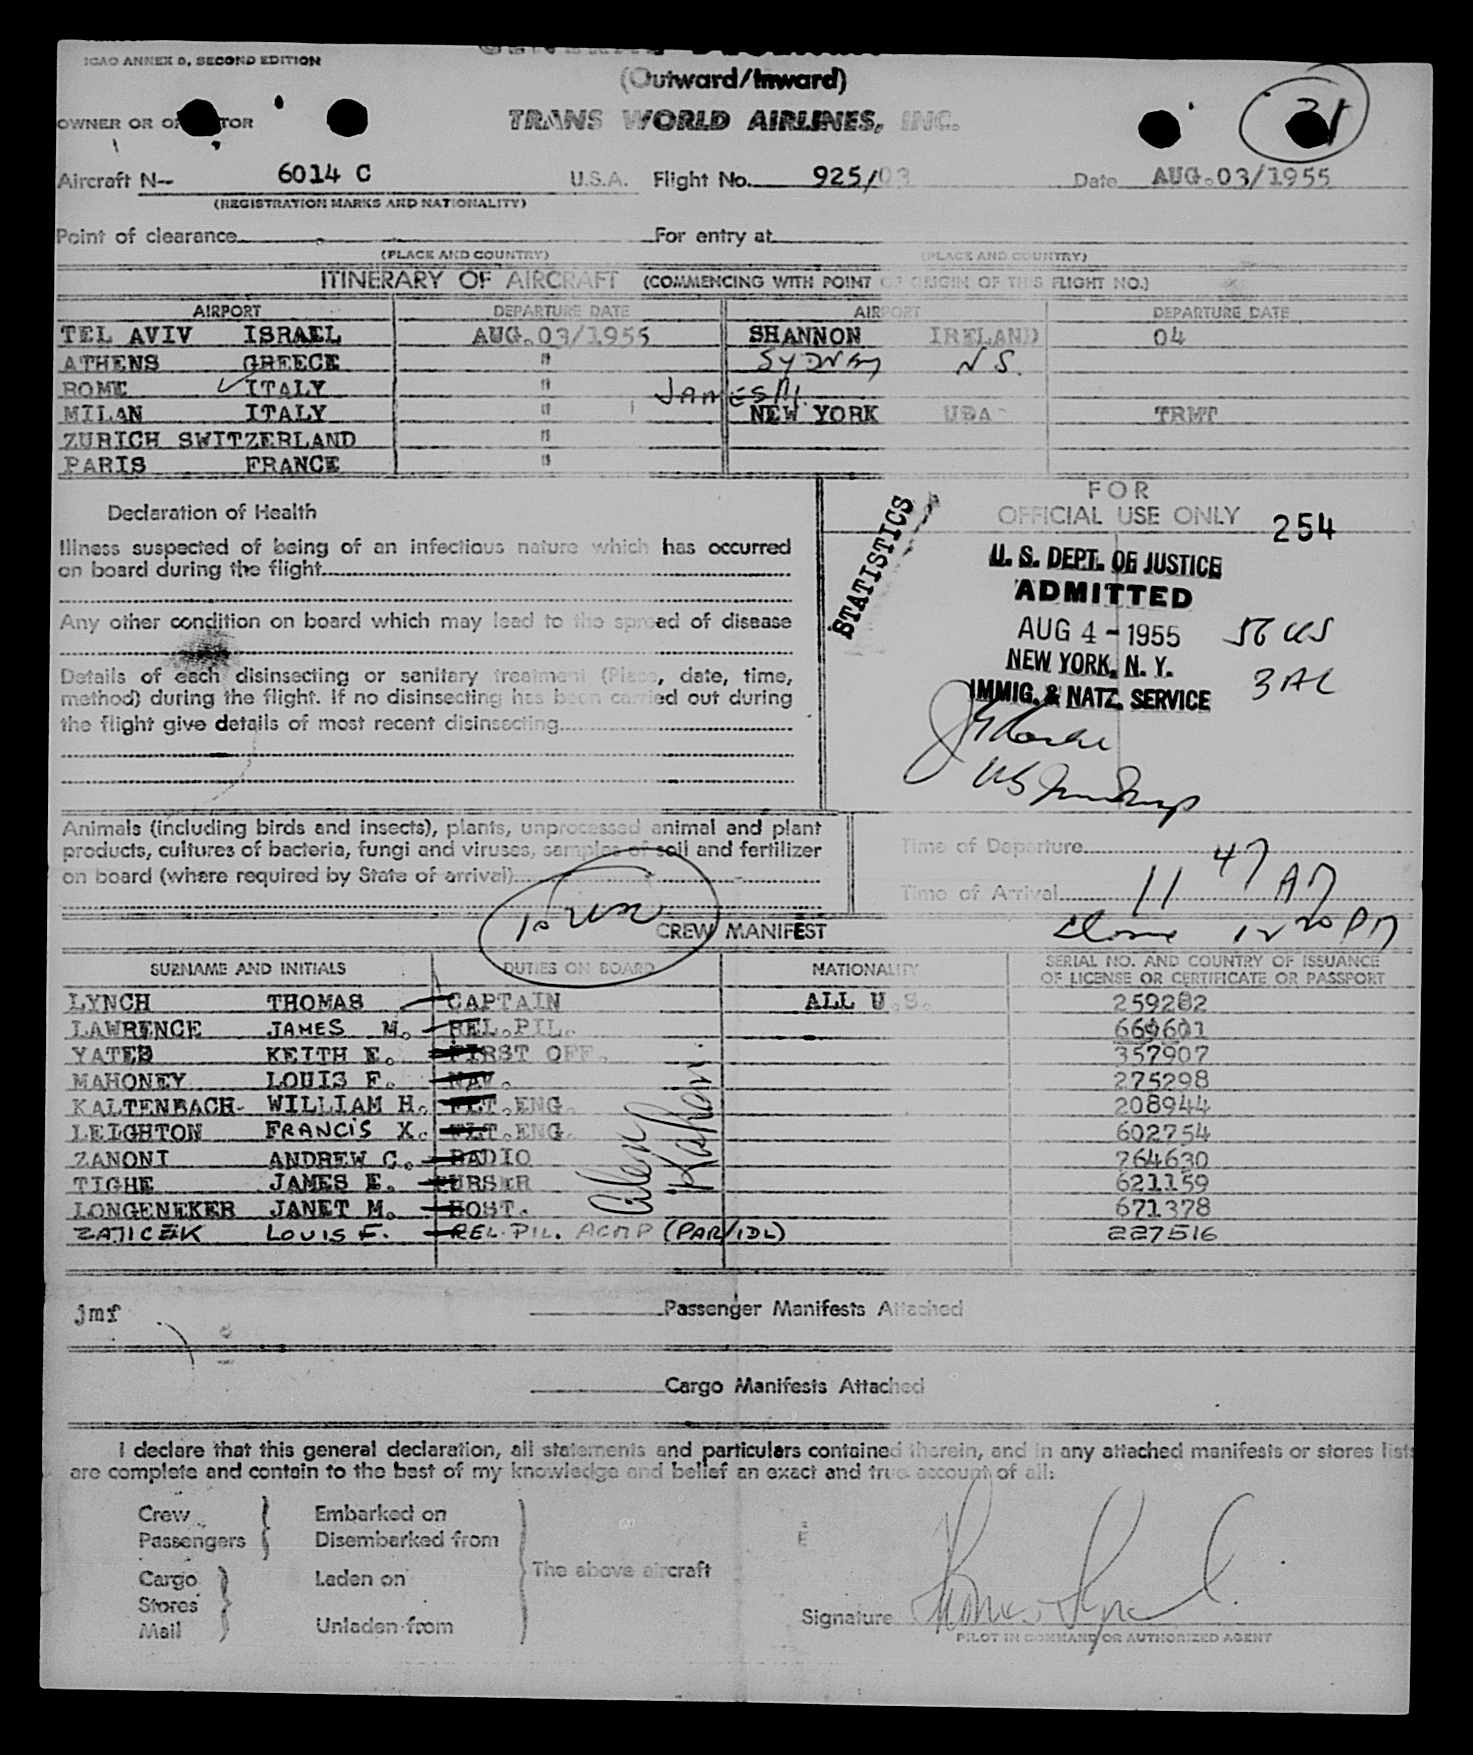 ICAO ANNEX 9, SECOND EDITION
(Outward/Inward)
OWNER OR OPERATOR TRANS WORLD AIRLINES, INC.
31
Aircraft N-- 6014 C U.S.A. Flight No. 925/03 Date AUG.03/1955
(REGISTRATION MARKS AND NATIONALITY)
Point of clearance For entry at
(PLACE AND COUNTRY) (PLACE AND COUNTRY)
ITINERARY OF AIRCRAFT (COMMENCING WITH POINT OF ORIGIN OF THIS FLIGHT NO.)
AIRPORT DEPARTURE DATE AIRPORT DEPARTURE DATE
TEL AVIV ISRAEL AUG.03/1955 SHANNON IRELAND 04
ATHENS GREECE " SYDNEY N S.
ROME ITALY " JAMES M.
MILAN ITALY " NEW YORK USA TRMT
ZURICH SWITZERLAND "
PARIS FRANCE "
Declaration of Health
Illness suspected of being of an infectious nature which has occurred
on board during the flight
Any other condition on board which may lead to the spread of disease
Details of each disinsecting or sanitary treatment (Place, date, time,
method) during the flight. If no disinsecting has been carried out during
the flight give details of most recent disinsecting
STATISTICS
FOR
OFFICIAL USE ONLY 254
U. S. DEPT. OF JUSTICE
ADMITTED
AUG 4 - 1955 56 US
NEW YORK, N. Y. 3 AL
IMMIG. & NATZ. SERVICE
Animals (including birds and insects), plants, unprocessed animal and plant
products, cultures of bacteria, fungi and viruses, samples of soil and fertilizer
on board (where required by State of arrival)
Time of Departure
Time of Arrival 11 47 AM
12 20 PM
CREW MANIFEST
SURNAME AND INITIALS DUTIES ON BOARD NATIONALITY SERIAL NO. AND COUNTRY OF ISSUANCE
OF LICENSE OR CERTIFICATE OR PASSPORT
LYNCH THOMAS CAPTAIN ALL U.S. 259282
LAWRENCE JAMES M. REL.PIL. 669601
YATES KEITH E. FIRST OFF. 357907
MAHONEY LOUIS F. NAV. 275298
KALTENBACH WILLIAM H. FLT.ENG. 208944
LEIGHTON FRANCIS X. FLT.ENG. 602754
ZANONI ANDREW C. RADIO 764630
TIGHE JAMES E. PURSER 621159
LONGENEKER JANET M. HOST. 671378
ZAJICEK LOUIS F. REL. PIL. ACMP (PAR/IDL) 227516
jmf Passenger Manifests Attached
Cargo Manifests Attached
I declare that this general declaration, all statements and particulars contained therein, and in any attached manifests or stores lists
are complete and contain to the best of my knowledge and belief an exact and true account of all:
Crew Embarked on
Passengers Disembarked from
The above aircraft
Cargo Laden on
Stores
Mail Unladen from
Signature Thomas Lynch
PILOT IN COMMAND OR AUTHORIZED AGENT